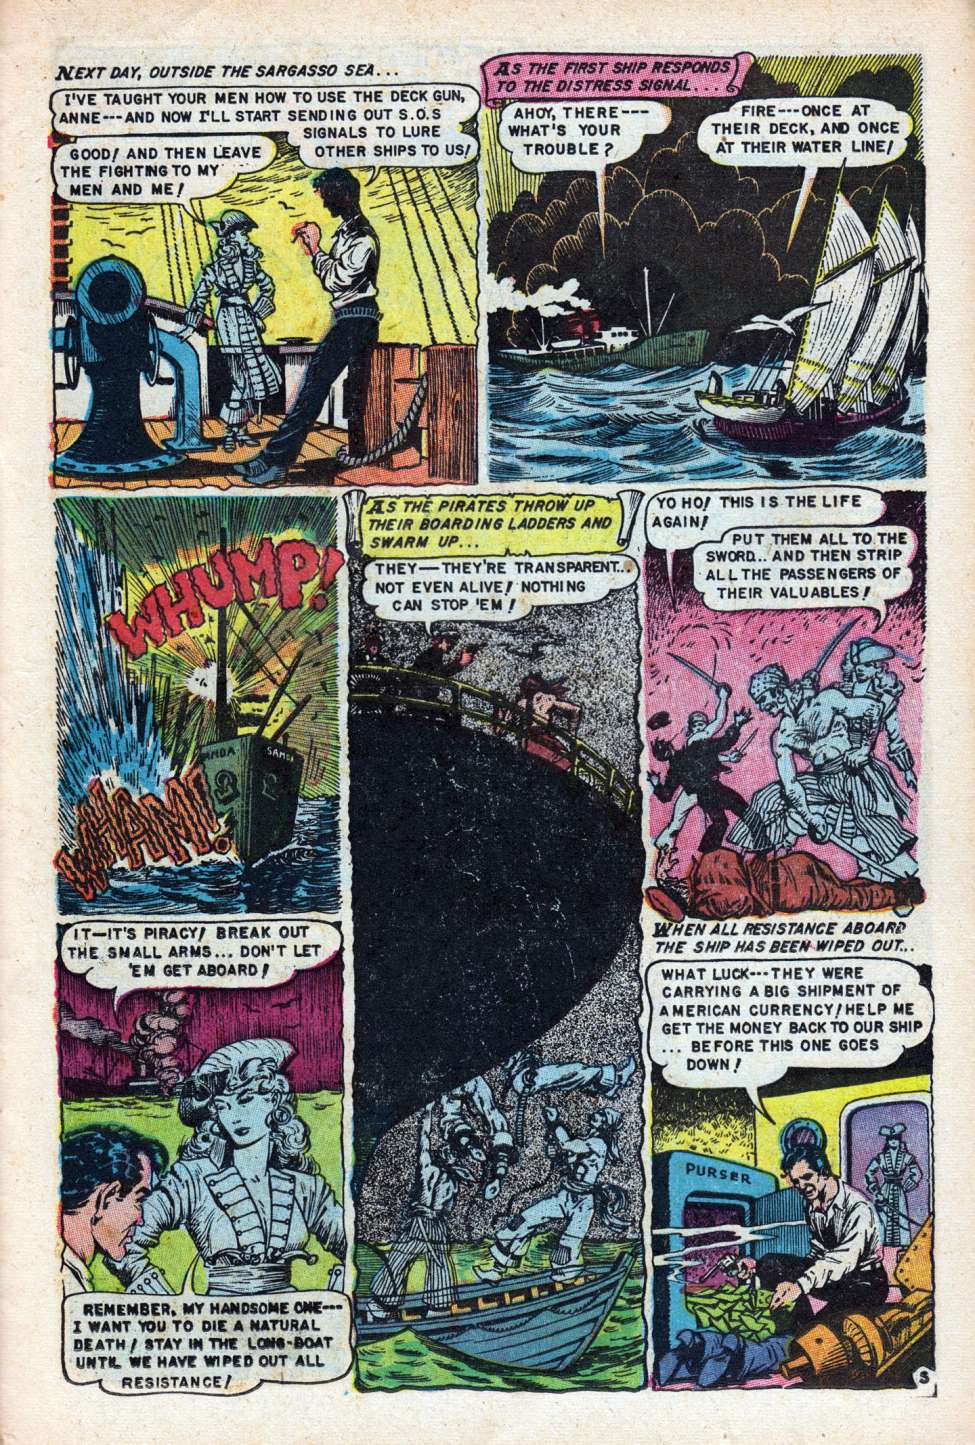 NEXT DAY, OUTSIDE THE SARGASSO SEA...
I'VE TAUGHT YOUR MEN HOW TO USE THE DECK GUN,
ANNE---AND NOW I'LL START SENDING OUT S.O.S
SIGNALS TO LURE
OTHER SHIPS TO US!
GOOD! AND THEN LEAVE
THE FIGHTING TO MY
MEN AND ME!
AS THE FIRST SHIP RESPONDS
TO THE DISTRESS SIGNAL....
AHOY, THERE---
WHAT'S YOUR
TROUBLE?
FIRE---ONCE AT
THEIR DECK, AND ONCE
AT THEIR WATER LINE!
WHUMP!
SAMOA
WHAM!
IT—IT'S PIRACY! BREAK OUT
THE SMALL ARMS... DON'T LET
'EM GET ABOARD!
REMEMBER, MY HANDSOME ONE---
I WANT YOU TO DIE A NATURAL
DEATH! STAY IN THE LONG-BOAT
UNTIL WE HAVE WIPED OUT ALL
RESISTANCE!
AS THE PIRATES THROW UP
THEIR BOARDING LADDERS AND
SWARM UP...
THEY—THEY'RE TRANSPARENT...
NOT EVEN ALIVE! NOTHING
CAN STOP 'EM!
YO HO! THIS IS THE LIFE
AGAIN!
PUT THEM ALL TO THE
SWORD... AND THEN STRIP
ALL THE PASSENGERS OF
THEIR VALUABLES!
WHEN ALL RESISTANCE ABOARD
THE SHIP HAS BEEN WIPED OUT...
WHAT LUCK---THEY WERE
CARRYING A BIG SHIPMENT OF
AMERICAN CURRENCY! HELP ME
GET THE MONEY BACK TO OUR SHIP
... BEFORE THIS ONE GOES
DOWN!
PURSER